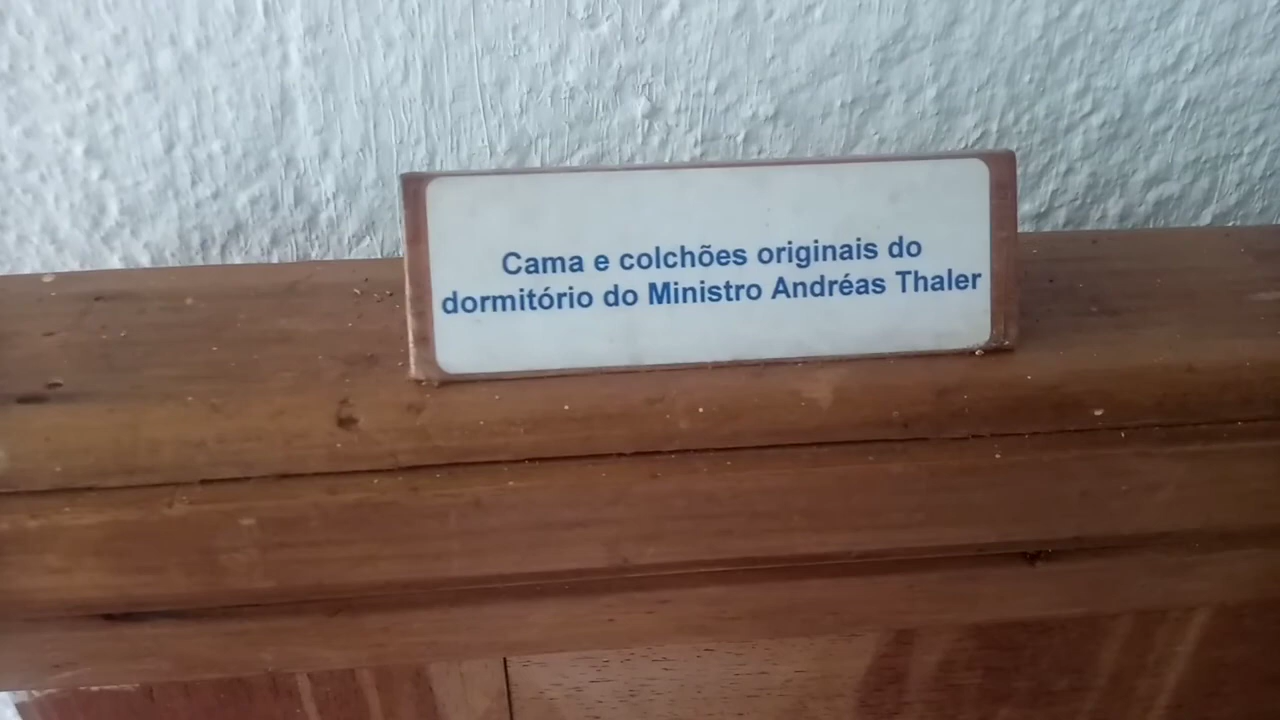 Cama e colchões originais do
dormitório do Ministro Andréas Thaler